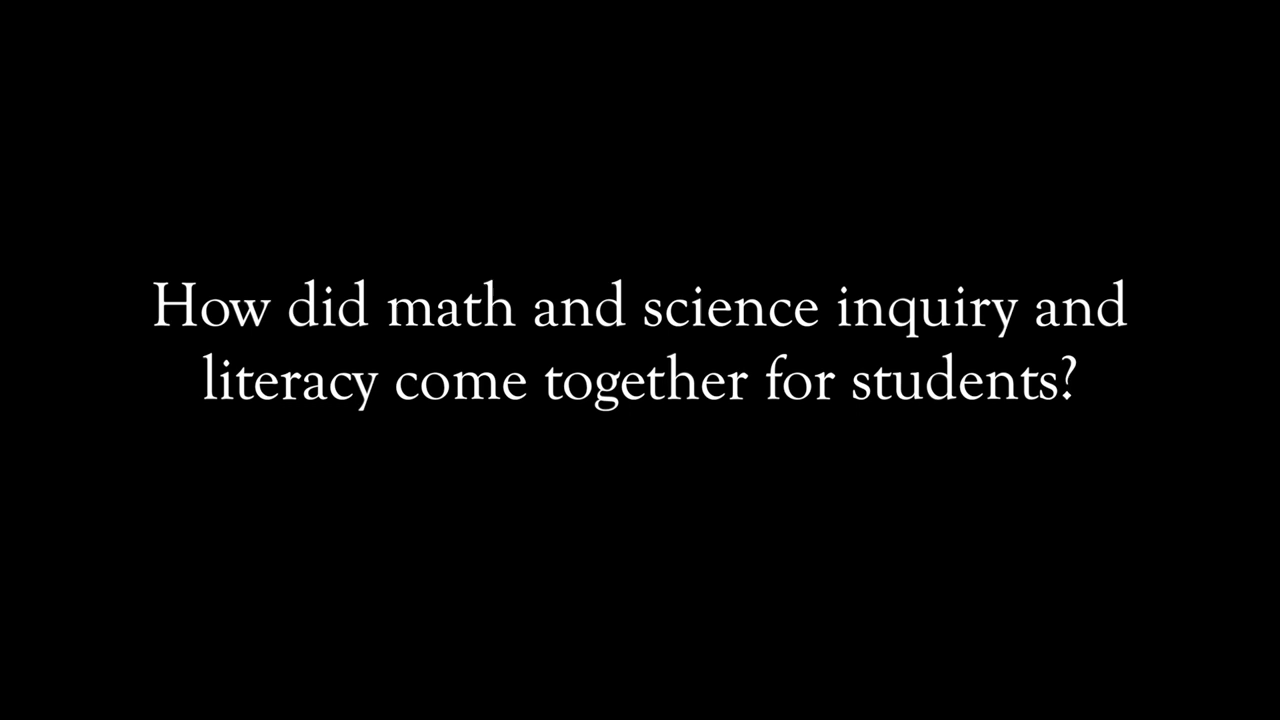 How did math and science inquiry and
literacy come together for students?